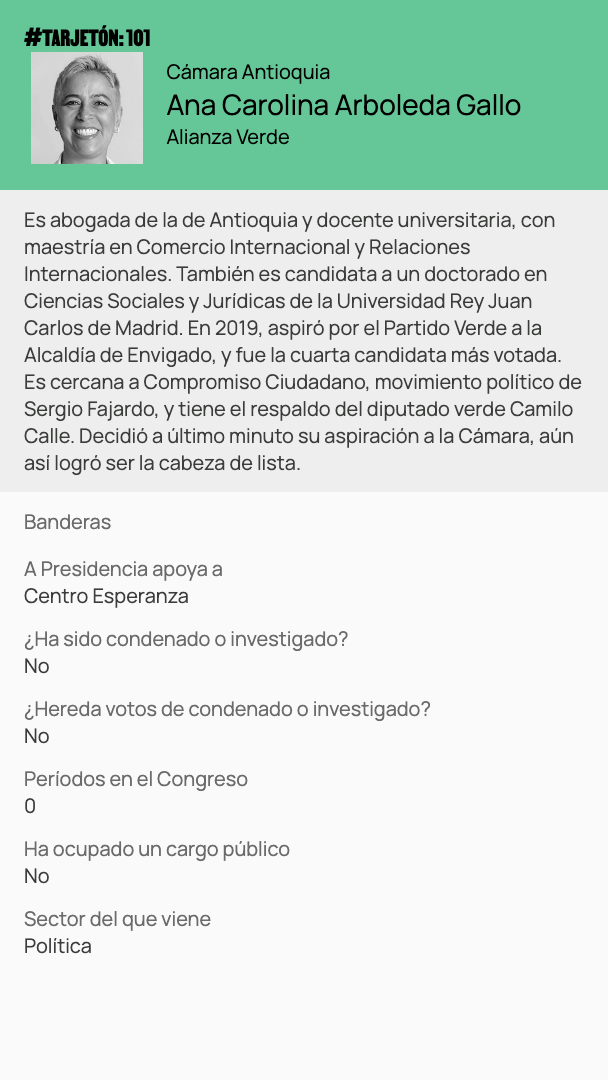 #TARJETÓN: 101
Cámara Antioquia
Ana Carolina Arboleda Gallo
Alianza Verde
Es abogada de la de Antioquia y docente universitaria, con
maestría en Comercio Internacional y Relaciones
Internacionales. También es candidata a un doctorado en
Ciencias Sociales y Jurídicas de la Universidad Rey Juan
Carlos de Madrid. En 2019, aspiró por el Partido Verde a la
Alcaldía de Envigado, y fue la cuarta candidata más votada.
Es cercana a Compromiso Ciudadano, movimiento político de
Sergio Fajardo, y tiene el respaldo del diputado verde Camilo
Calle. Decidió a último minuto su aspiración a la Cámara, aún
así logró ser la cabeza de lista.
Banderas
A Presidencia apoya a
Centro Esperanza
¿Ha sido condenado o investigado?
No
¿Hereda votos de condenado o investigado?
No
Períodos en el Congreso
0
Ha ocupado un cargo público
No
Sector del que viene
Política